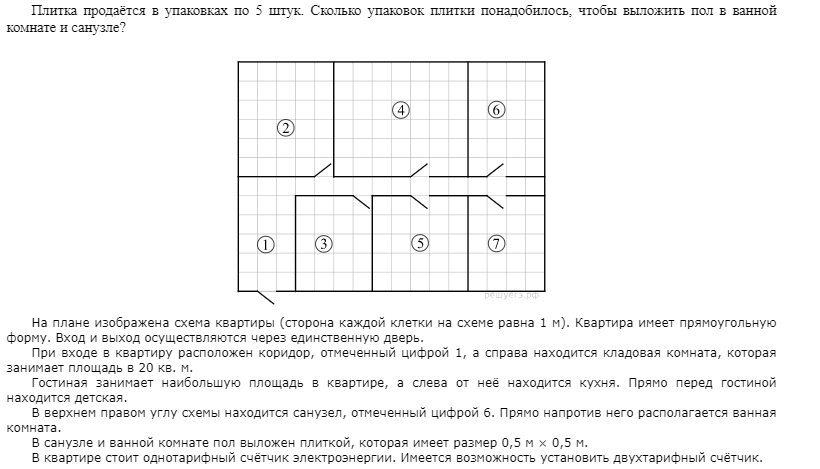 Плитка продаётся в упаковках по 5 штук. Сколько упаковок плитки понадобилось, чтобы выложить пол в ванной
комнате и санузле?
4
6
2
1
3
5
7
решуегэ.рф
На плане изображена схема квартиры (сторона каждой клетки на схеме равна 1 м). Квартира имеет прямоугольную
форму. Вход и выход осуществляются через единственную дверь.
При входе в квартиру расположен коридор, отмеченный цифрой 1, а справа находится кладовая комната, которая
занимает площадь в 20 кв. м.
Гостиная занимает наибольшую площадь в квартире, а слева от неё находится кухня. Прямо перед гостиной
находится детская.
В верхнем правом углу схемы находится санузел, отмеченный цифрой 6. Прямо напротив него располагается ванная
комната.
В санузле и ванной комнате пол выложен плиткой, которая имеет размер 0,5 м × 0,5 м.
В квартире стоит однотарифный счётчик электроэнергии. Имеется возможность установить двухтарифный счётчик.